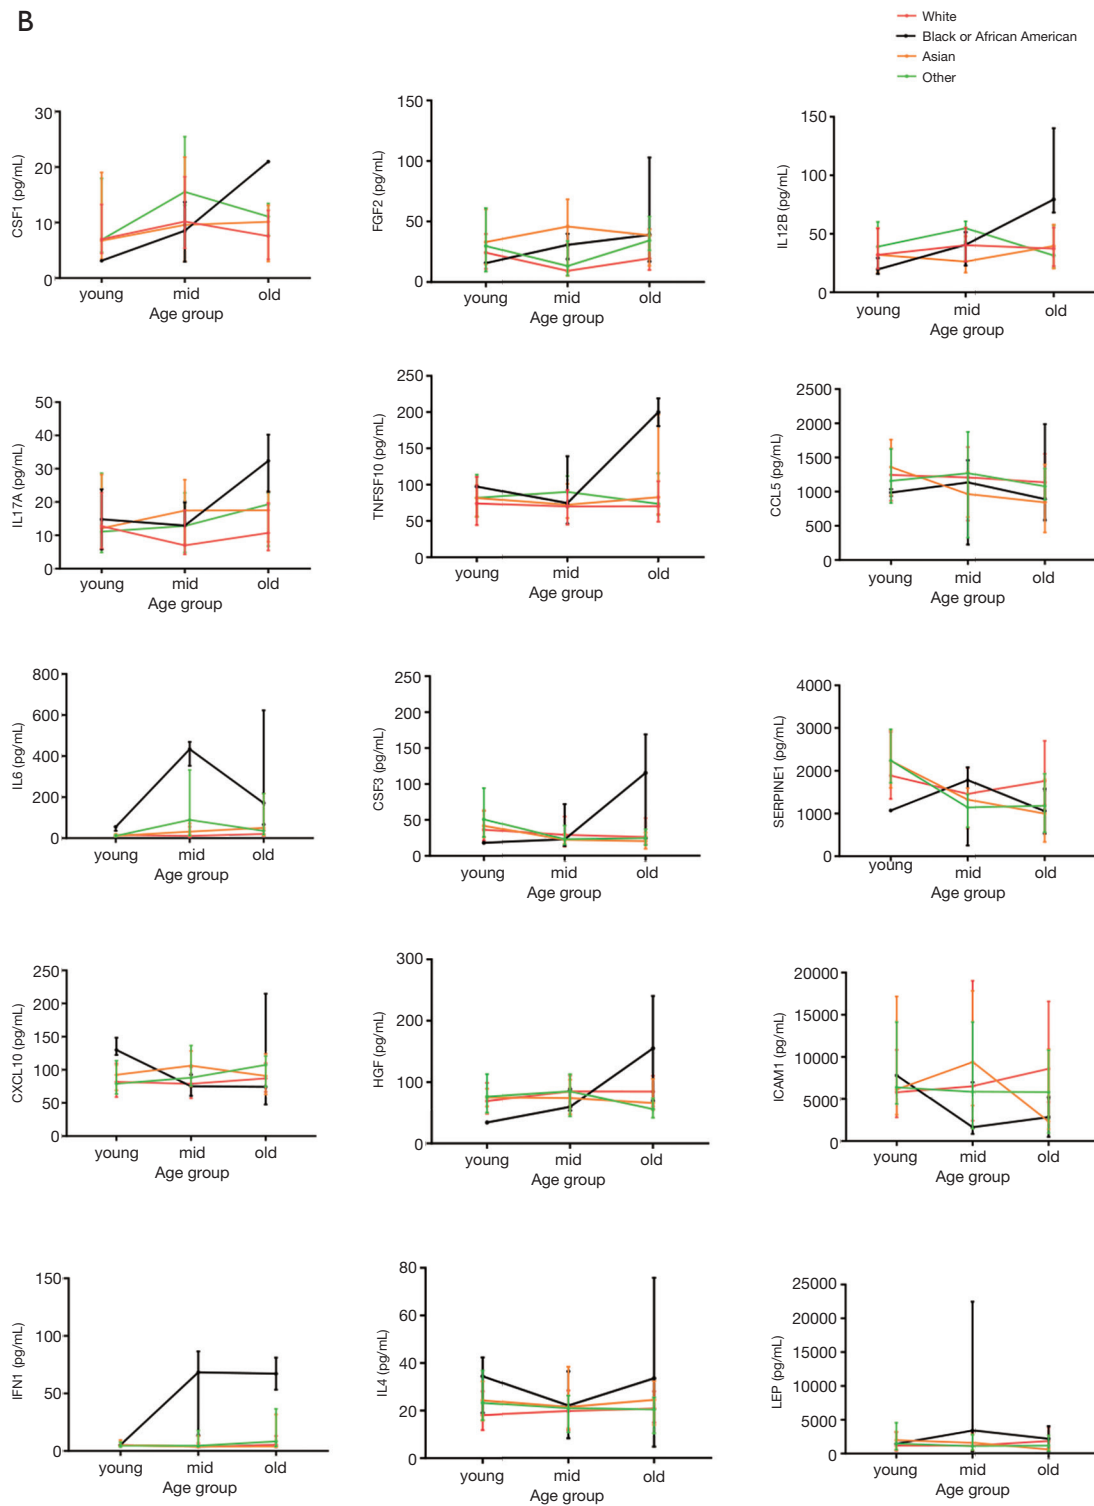 B
White
Black or African American
Asian
Other
CSF1 (pg/mL)
30
20
10
0
young mid old
Age group
FGF2 (pg/mL)
150
100
50
0
young mid old
Age group
IL12B (pg/mL)
150
100
50
0
young mid old
Age group
IL17A (pg/mL)
50
40
30
20
10
0
young mid old
Age group
TNFSF10 (pg/mL)
250
200
150
100
50
0
young mid old
Age group
CCL5 (pg/mL)
2500
2000
1500
1000
500
0
young mid old
Age group
IL6 (pg/mL)
800
600
400
200
0
young mid old
Age group
CSF3 (pg/mL)
250
200
150
100
50
0
young mid old
Age group
SERPINE1 (pg/mL)
4000
3000
2000
1000
0
young mid old
Age group
CXCL10 (pg/mL)
250
200
150
100
50
0
young mid old
Age group
HGF (pg/mL)
300
200
100
0
young mid old
Age group
ICAM1 (pg/mL)
20000
15000
10000
5000
0
young mid old
Age group
IFN1 (pg/mL)
150
100
50
0
young mid old
Age group
IL4 (pg/mL)
80
60
40
20
0
young mid old
Age group
LEP (pg/mL)
25000
20000
15000
10000
5000
0
young mid old
Age group